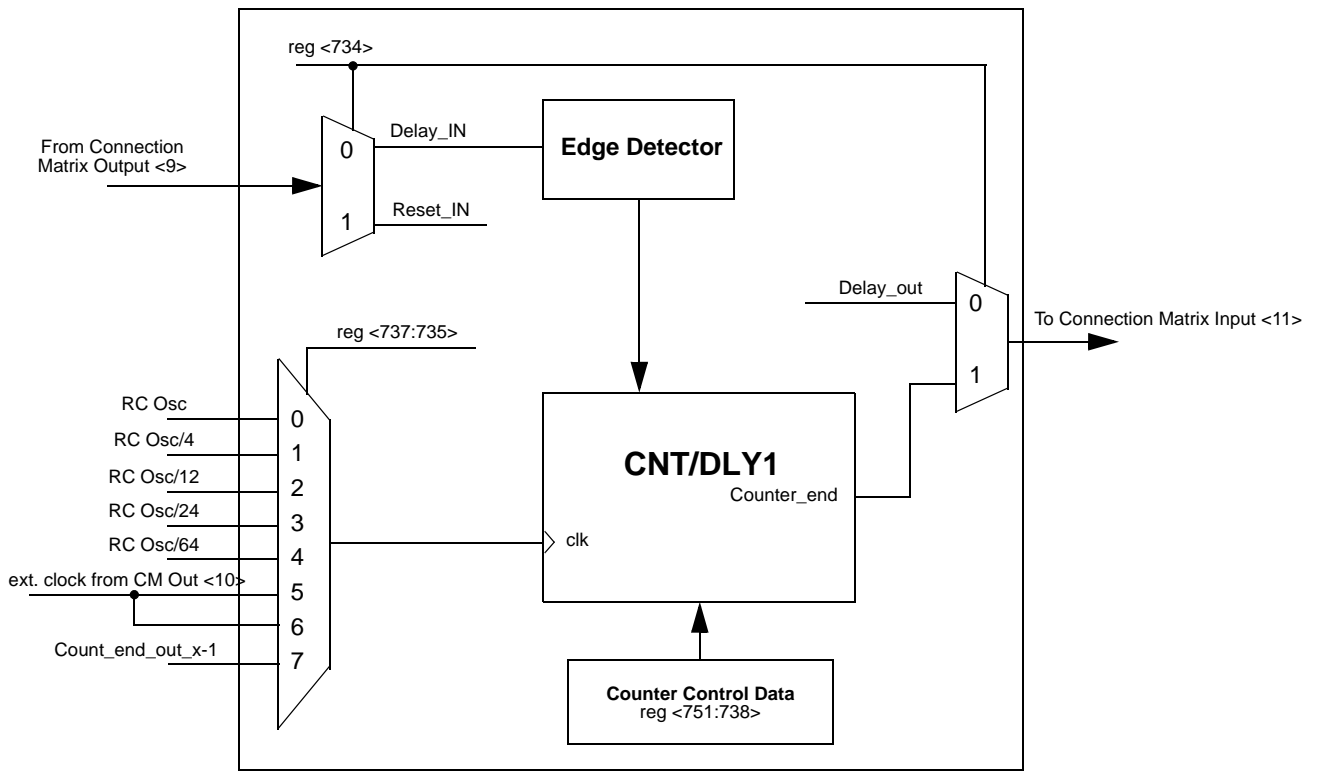 reg <734>
From Connection
Matrix Output <9>
0
Delay_IN
Edge Detector
1
Reset_IN
Delay_out
0
To Connection Matrix Input <11>
1
reg <737:735>
RC Osc
0
RC Osc/4
1
RC Osc/12
2
RC Osc/24
3
RC Osc/64
4
ext. clock from CM Out <10>
5
6
Count_end_out_x-1
7
CNT/DLY1
Counter_end
clk
Counter Control Data
reg <751:738>